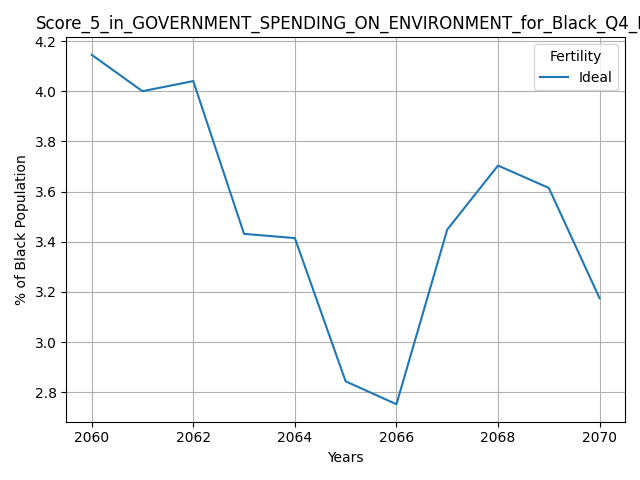 Score_5_in_GOVERNMENT_SPENDING_ON_ENVIRONMENT_for_Black_Q4_
Fertility
Ideal
4.2
4.0
3.8
3.6
3.4
3.2
3.0
2.8
% of Black Population
2060
2062
2064
2066
2068
2070
Years